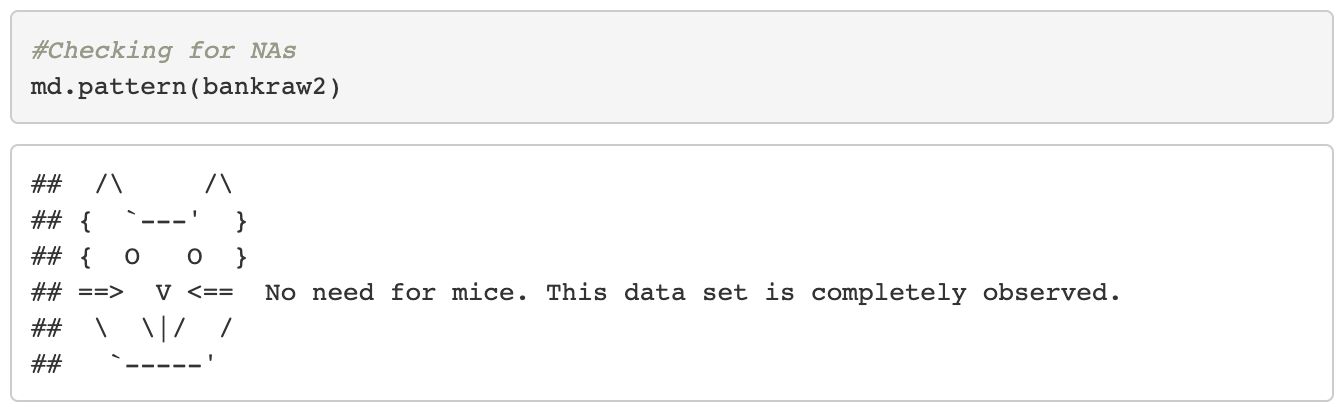 #Checking for NAs
md.pattern(bankraw2)
##  /\     /\
## {  `---'  }
## {  O   O  }
## ==>  V <==  No need for mice. This data set is completely observed.
##  \  \|/  /
##   `-----'